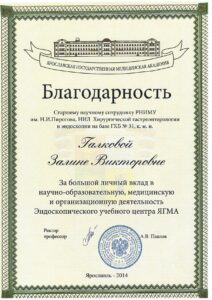 ЯРОСЛАВСКАЯ ГОСУДАРСТВЕННАЯ МЕДИЦИНСКАЯ АКАДЕМИЯ
Благодарность
Старшему научному сотруднику РНИМУ
им. Н.И.Пирогова, НИЛ Хирургической гастроэнтерологии
и эндоскопии на базе ГКБ № 31, к. м. н.
Галковой
Залине Викторовне
За большой личный вклад в
научно-образовательную, медицинскую
и организационную деятельность
Эндоскопического учебного центра ЯГМА
Ректор
профессор
А.В. Павлов
Ярославль - 2014